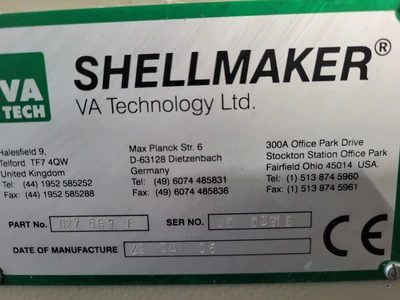 VA
TECH
SHELLMAKER®
VA Technology Ltd.
Halesfield 9,
Telford TF7 4QW
United Kingdom
Tel: (44) 1952 585252
Fax: (44) 1952 585288
Max Planck Str. 6
D-63128 Dietzenbach
Germany
Tel: (49) 6074 485831
Fax: (49) 6074 485836
300A Office Park Drive
Stockton Station Office Park
Fairfield Ohio 45014 USA.
Tel: (1) 513 874 5960
Fax: (1) 513 874 5961
PART No.
SER NO.
DATE OF MANUFACTURE 28 04 05
CE